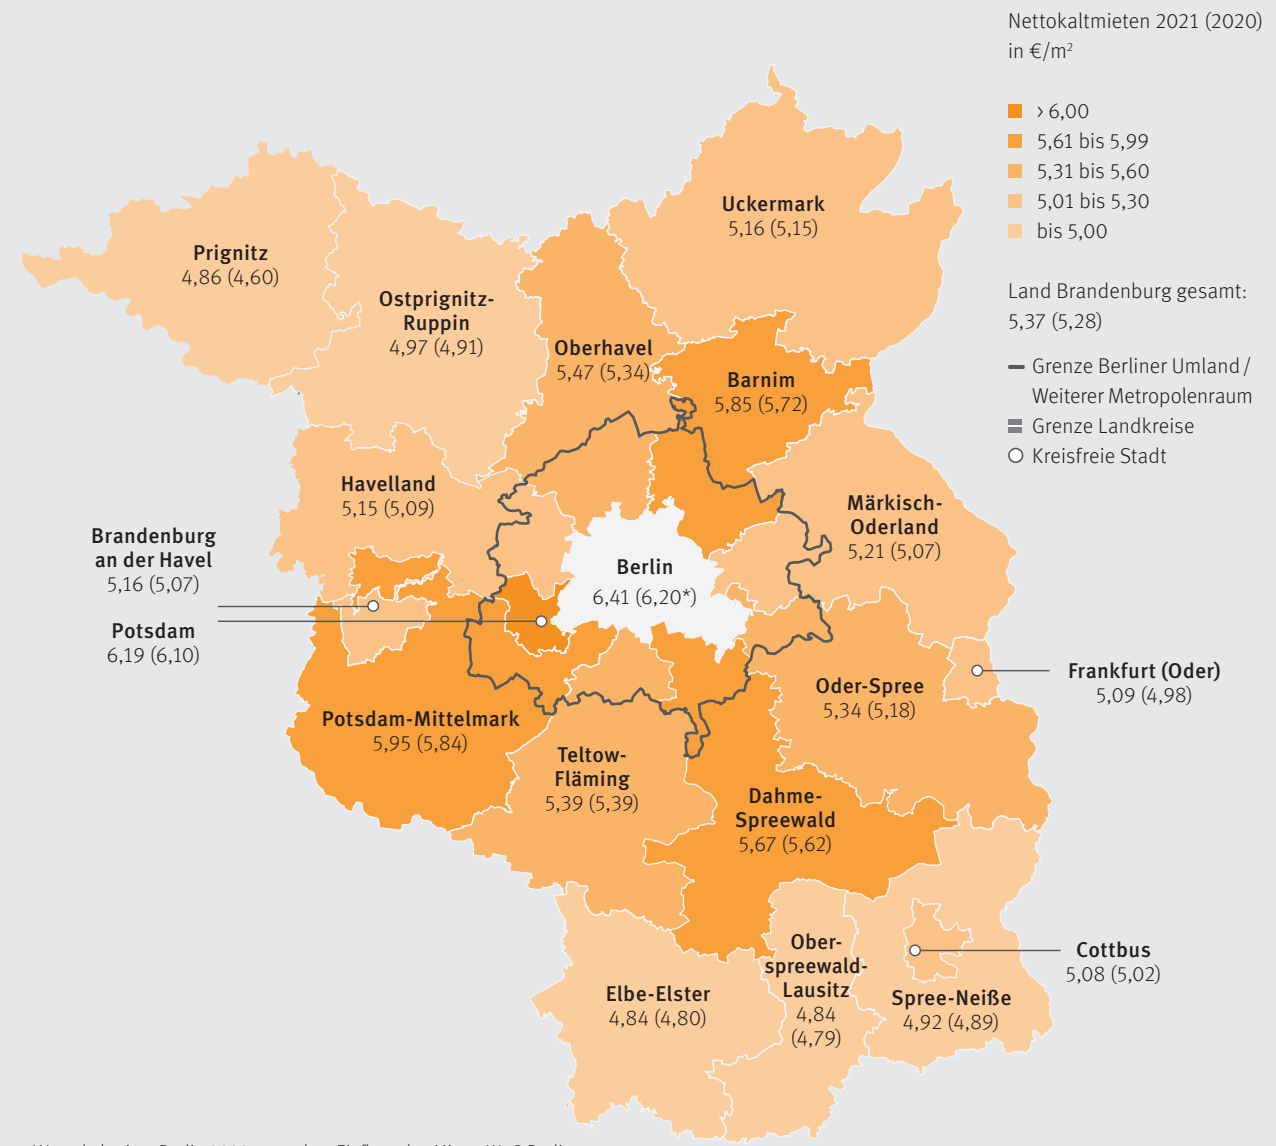 Nettokaltmieten 2021 (2020)
in €/m²
> 6,00
5,61 bis 5,99
5,31 bis 5,60
5,01 bis 5,30
bis 5,00
Land Brandenburg gesamt:
5,37 (5,28)
Grenze Berliner Umland /
Weiterer Metropolenraum
Grenze Landkreise
Kreisfreie Stadt
Uckermark
5,16 (5,15)
Prignitz
4,86 (4,60)
Ostprignitz-
Ruppin
4,97 (4,91)
Oberhavel
5,47 (5,34)
Barnim
5,85 (5,72)
Havelland
5,15 (5,09)
Märkisch-
Oderland
5,21 (5,07)
Brandenburg
an der Havel
5,16 (5,07)
Berlin
6,41 (6,20*)
Potsdam
6,19 (6,10)
Frankfurt (Oder)
5,09 (4,98)
Oder-Spree
5,34 (5,18)
Potsdam-Mittelmark
5,95 (5,84)
Teltow-
Fläming
5,39 (5,39)
Dahme-
Spreewald
5,67 (5,62)
Ober-
spreewald-
Lausitz
4,84
(4,79)
Cottbus
5,08 (5,02)
Elbe-Elster
4,84 (4,80)
Spree-Neiße
4,92 (4,89)